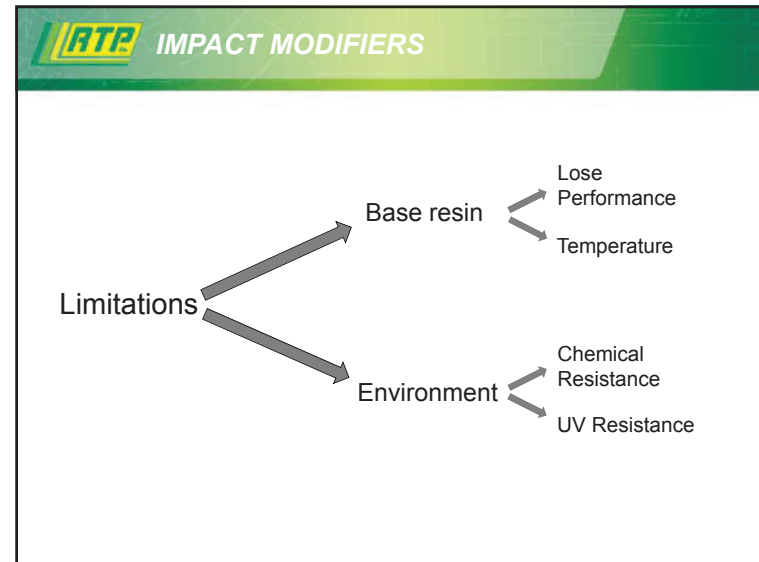 RTP
IMPACT MODIFIERS
Lose
Performance
Base resin
Temperature
Limitations
Chemical
Resistance
Environment
UV Resistance